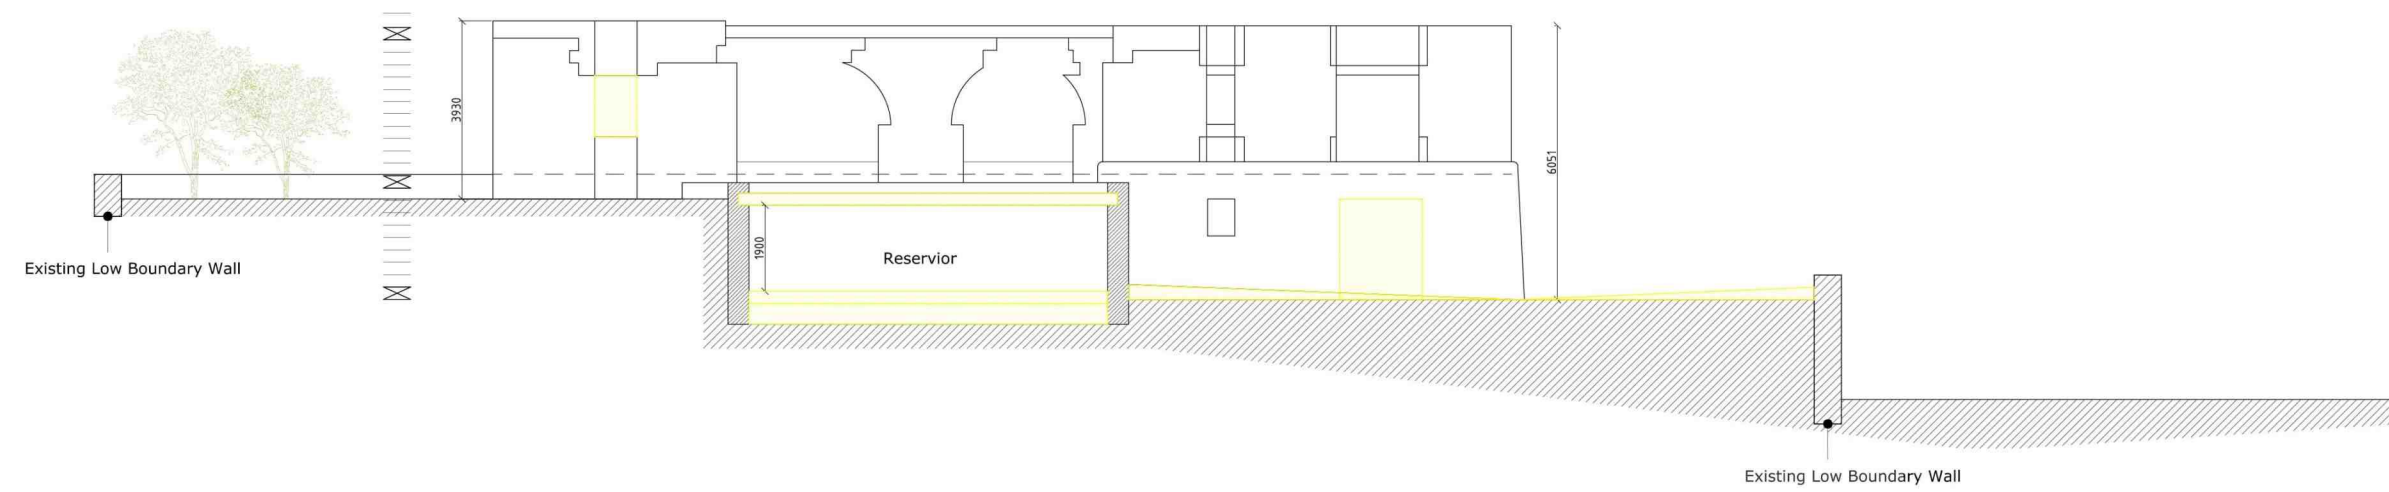 3930
6051
1900
Reservior
Existing Low Boundary Wall
Existing Low Boundary Wall